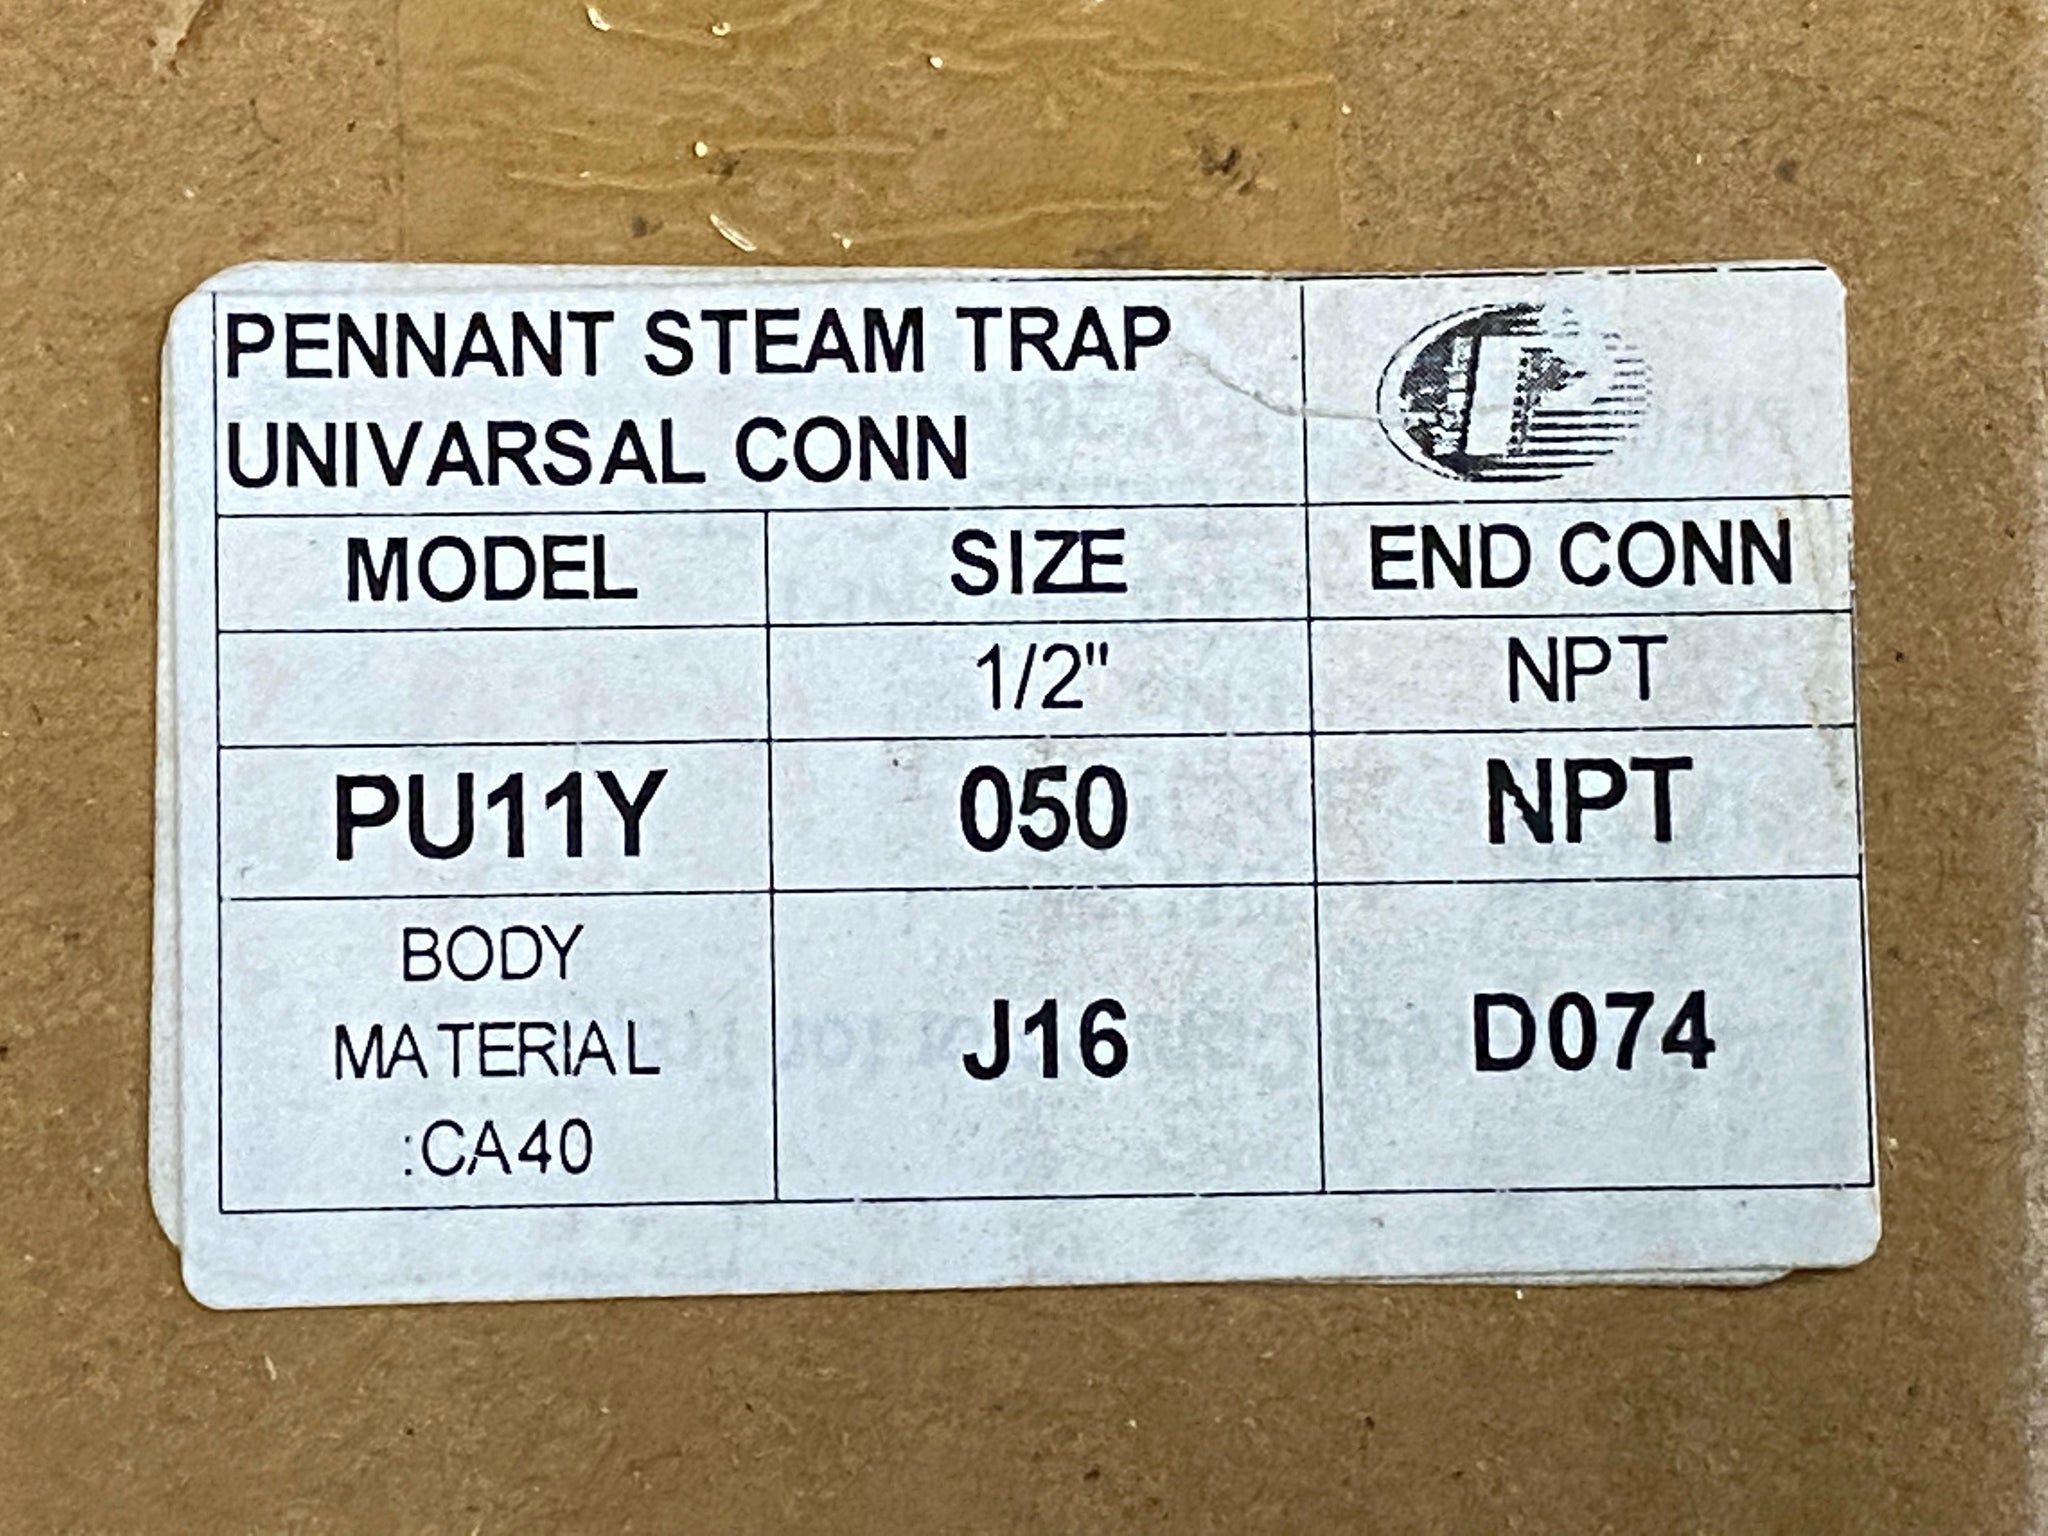 PENNANT STEAM TRAP
UNIVARSAL CONN
MODEL SIZE END CONN
1/2" NPT
PU11Y 050 NPT
BODY
MATERIAL
:CA40
J16 D074